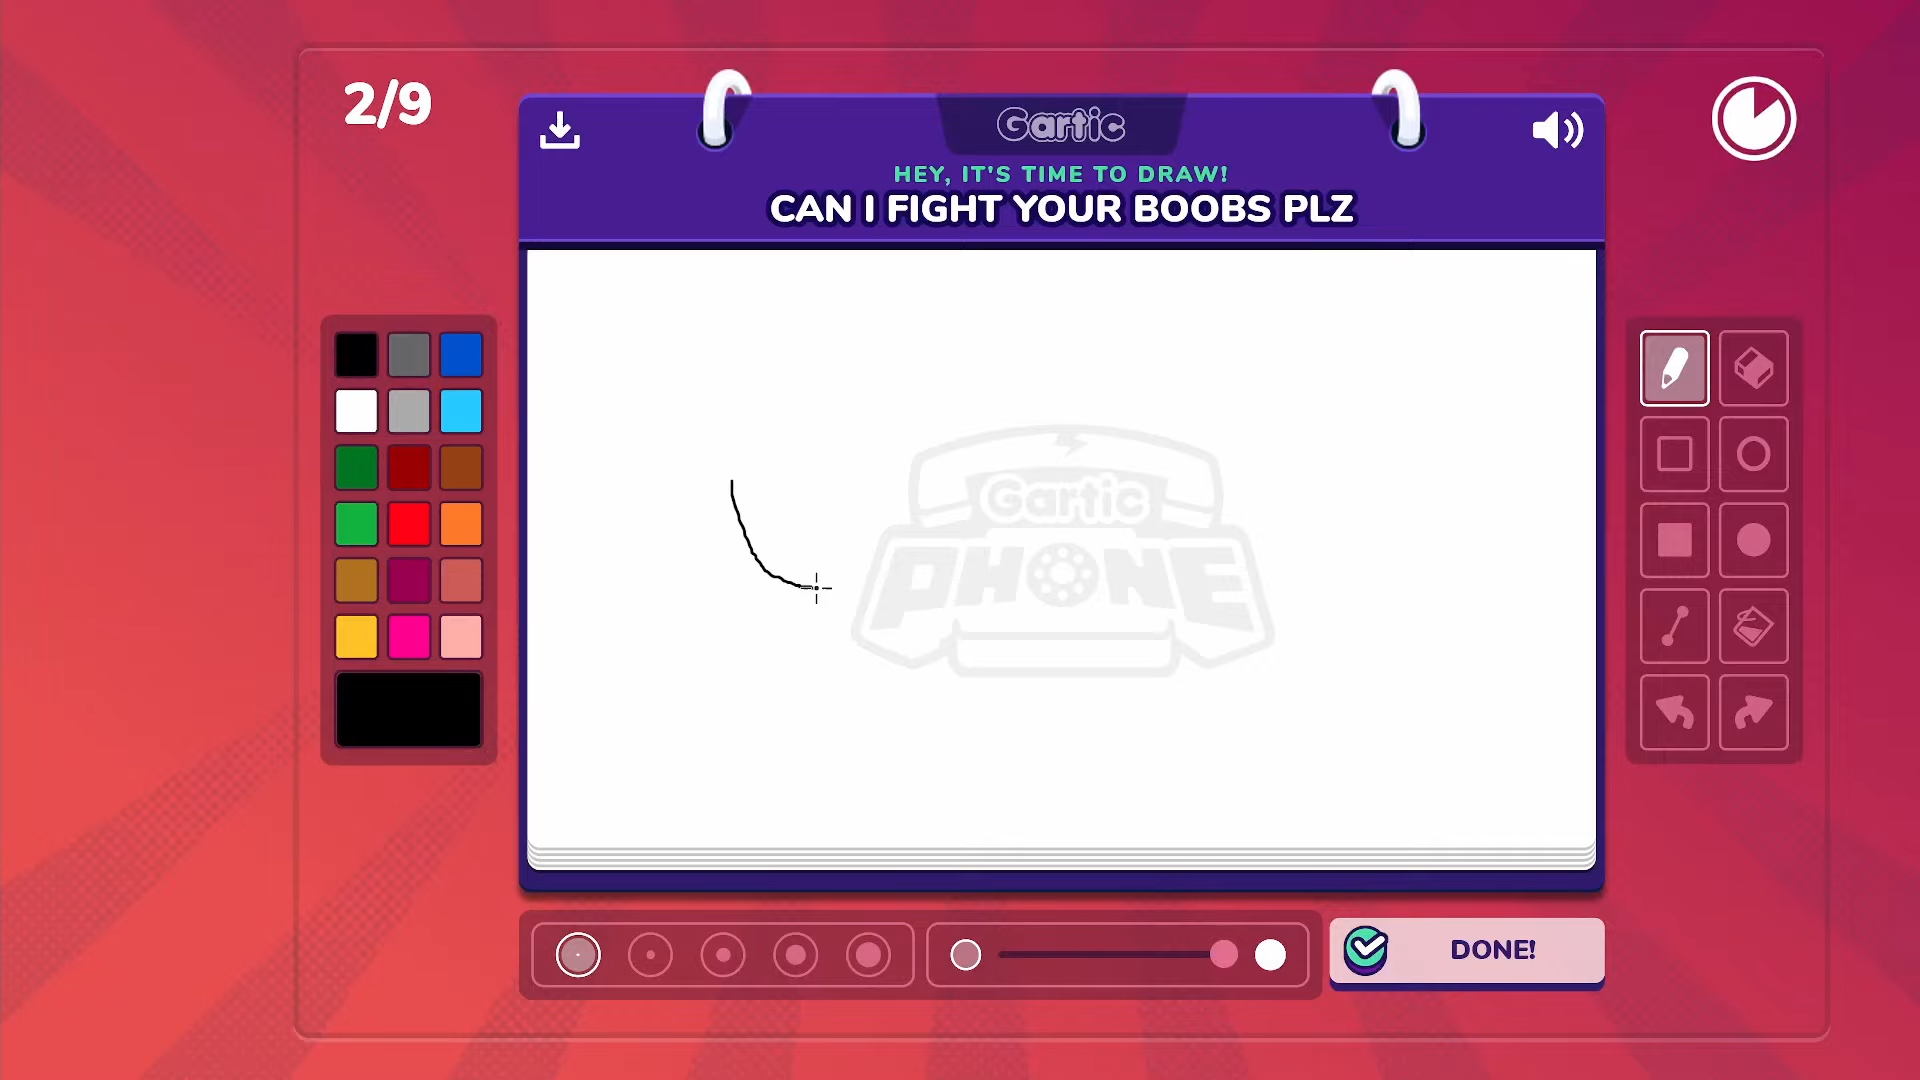 2/9
Gartic
HEY, IT'S TIME TO DRAW!
CAN I FIGHT YOUR BOOBS PLZ
Gartic
PHONE
DONE!